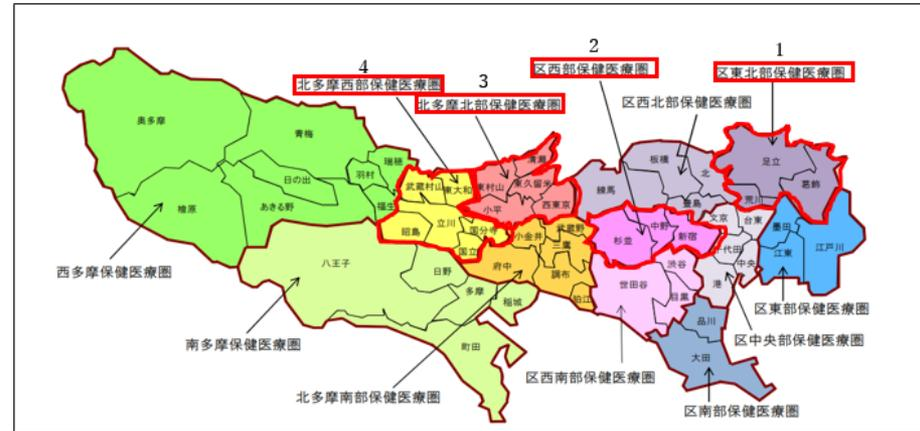 1
2
区西部保健医療圏
区東北部保健医療圏
4
北多摩西部保健医療圏
3
北多摩北部保健医療圏
区西北部保健医療圏
奥多摩
青梅
瑞穂
羽村
日の出
福生
檜原
あきる野
武蔵村山
東大和
東村山
清瀬
東久留米
小平
西東京
立川
昭島
国分寺
国立
小金井
武蔵野
三鷹
府中
調布
狛江
練馬
板橋
北
豊島
足立
葛飾
荒川
杉並
中野
新宿
文京
台東
千代田
中央
港
墨田
江東
江戸川
渋谷
世田谷
目黒
品川
大田
八王子
日野
多摩
稲城
町田
西多摩保健医療圏
南多摩保健医療圏
北多摩南部保健医療圏
区西南部保健医療圏
区東部保健医療圏
区中央部保健医療圏
区南部保健医療圏